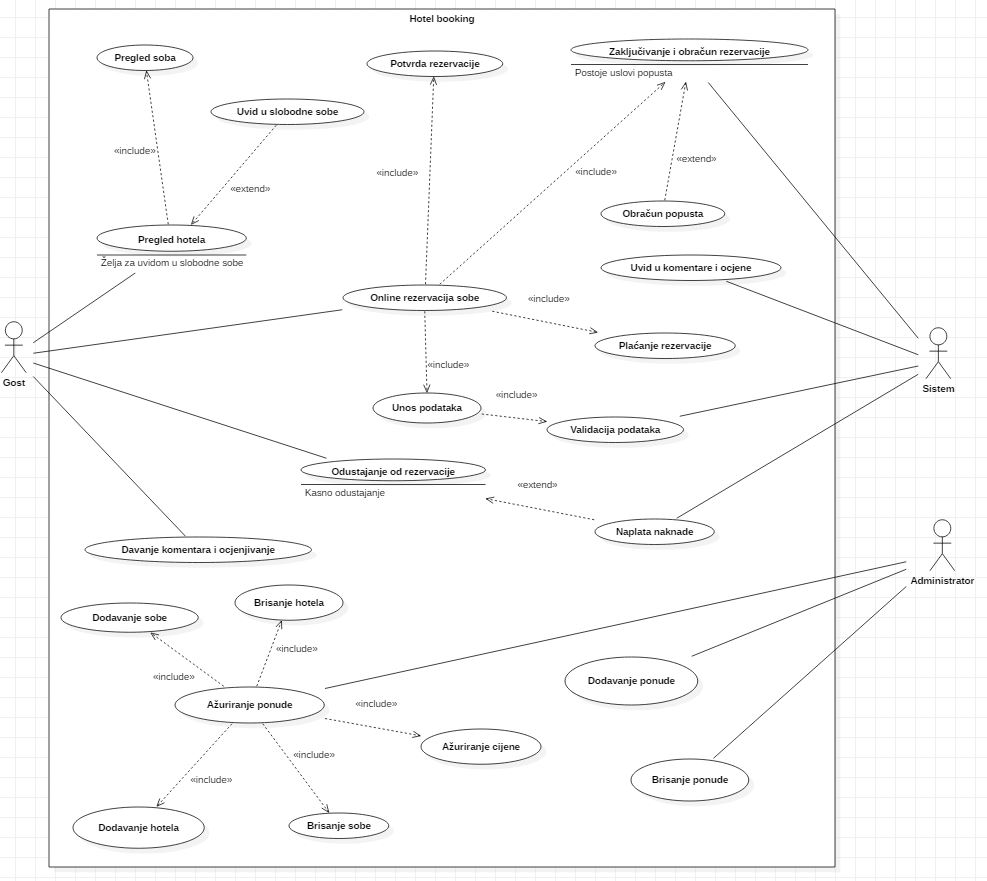 Hotel booking
Pregled soba
Potvrda rezervacije
Zaključivanje i obračun rezervacije
Postoje uslovi popusta
Uvid u slobodne sobe
«include»
«extend»
«include»
«include»
«extend»
Obračun popusta
Pregled hotela
Želja za uvidom u slobodne sobe
Uvid u komentare i ocjene
Online rezervacija sobe
«include»
Plaćanje rezervacije
Gost
Sistem
«include»
«include»
Unos podataka
Validacija podataka
Odustajanje od rezervacije
Kasno odustajanje
«extend»
Naplata naknade
Davanje komentara i ocjenjivanje
Administrator
Brisanje hotela
Dodavanje sobe
«include»
«include»
Dodavanje ponude
Ažuriranje ponude
«include»
Ažuriranje cijene
«include»
«include»
Brisanje ponude
Dodavanje hotela
Brisanje sobe